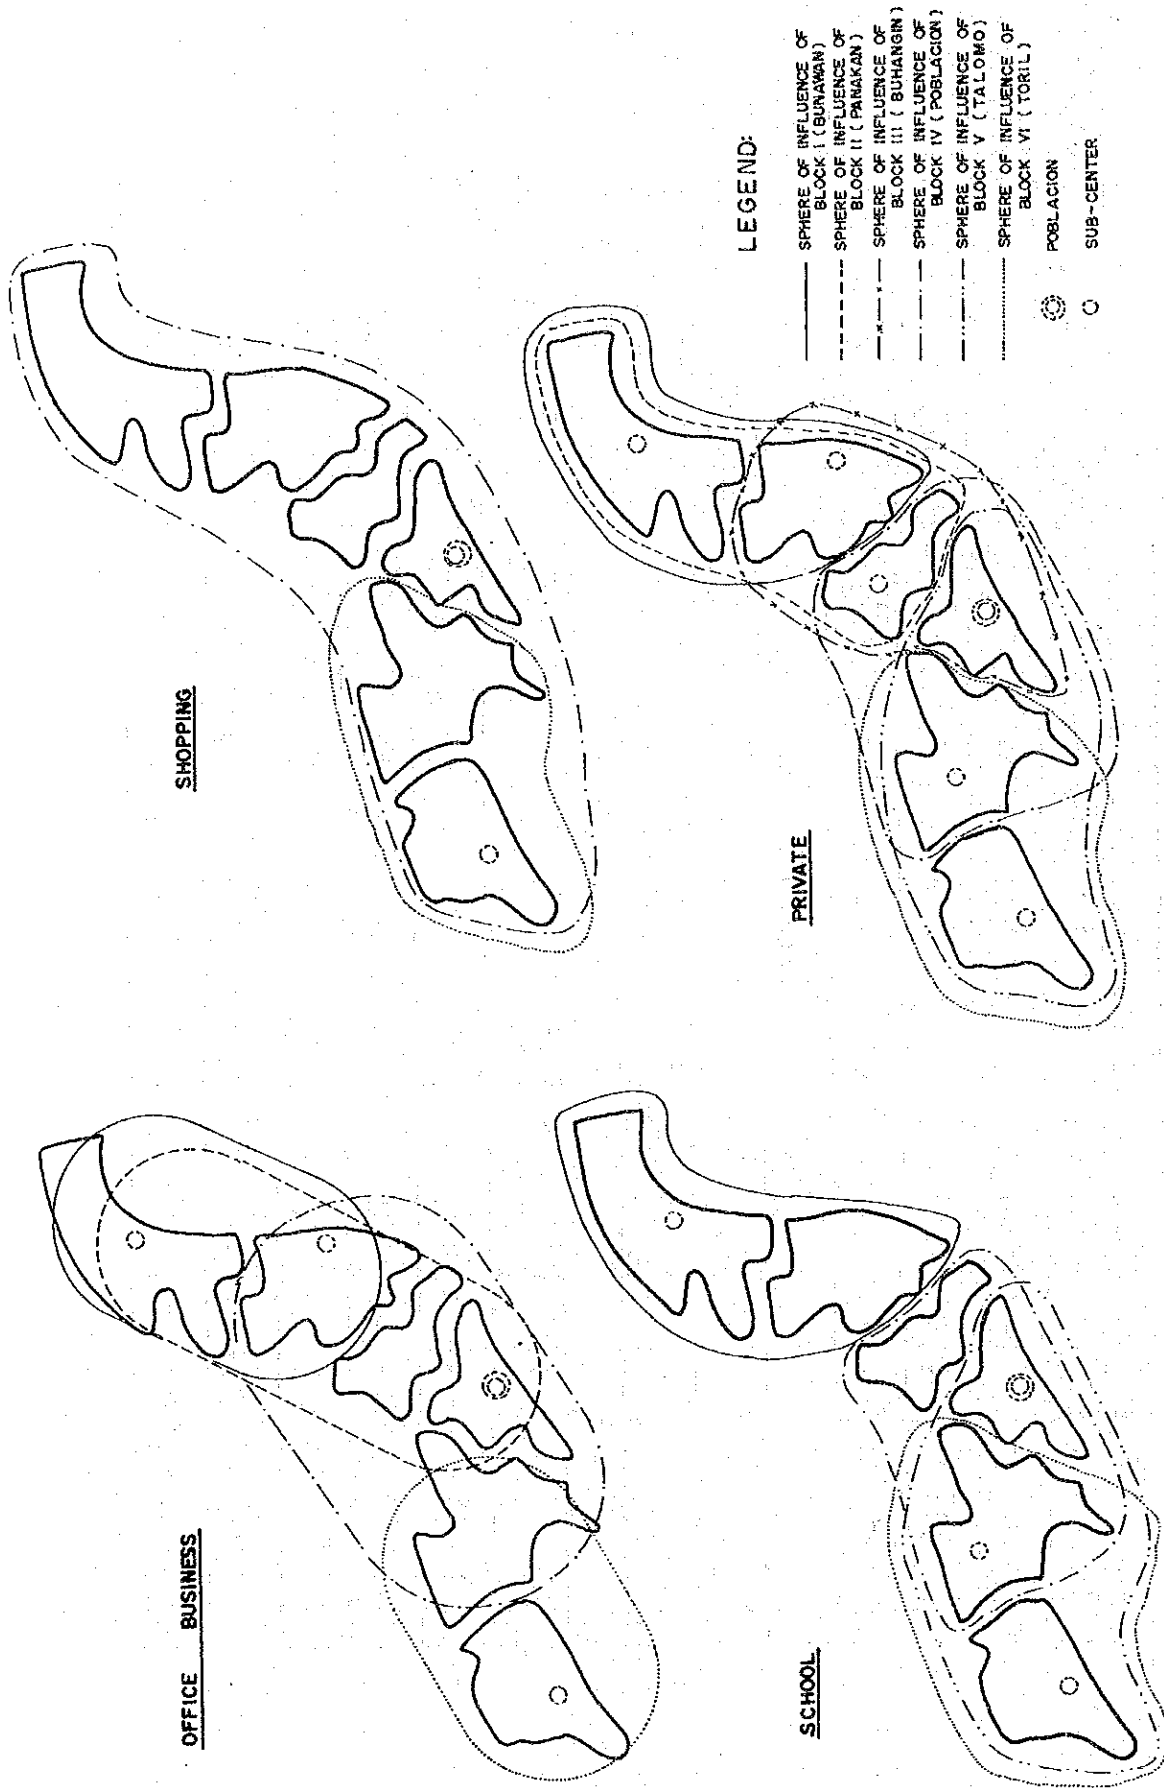 OFFICE BUSINESS
SHOPPING
SCHOOL
PRIVATE
LEGEND:
SPHERE OF INFLUENCE OF
BLOCK I (BUNAWAN)
SPHERE OF INFLUENCE OF
BLOCK II (PANAKAN)
SPHERE OF INFLUENCE OF
BLOCK III (BUHANGIN)
SPHERE OF INFLUENCE OF
BLOCK IV (POBLACION)
SPHERE OF INFLUENCE OF
BLOCK V (TALOMO)
SPHERE OF INFLUENCE OF
BLOCK VI (TORIL)
POBLACION
SUB-CENTER